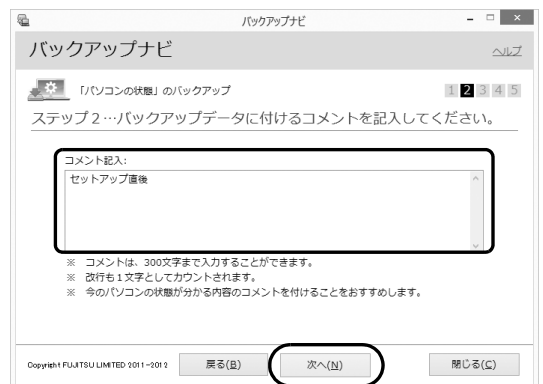 バックアップナビ
バックアップナビ
ヘルプ
「パソコンの状態」のバックアップ
1 2 3 4 5
ステップ2…バックアップデータに付けるコメントを記入してください。
コメント記入:
セットアップ直後
※ コメントは、300文字まで入力することができます。
※ 改行も1文字としてカウントされます。
※ 今のパソコンの状態が分かる内容のコメントを付けることをおすすめします。
Copyright FUJITSU LIMITED 2011-2012 戻る(B) 次へ(N) 閉じる(C)